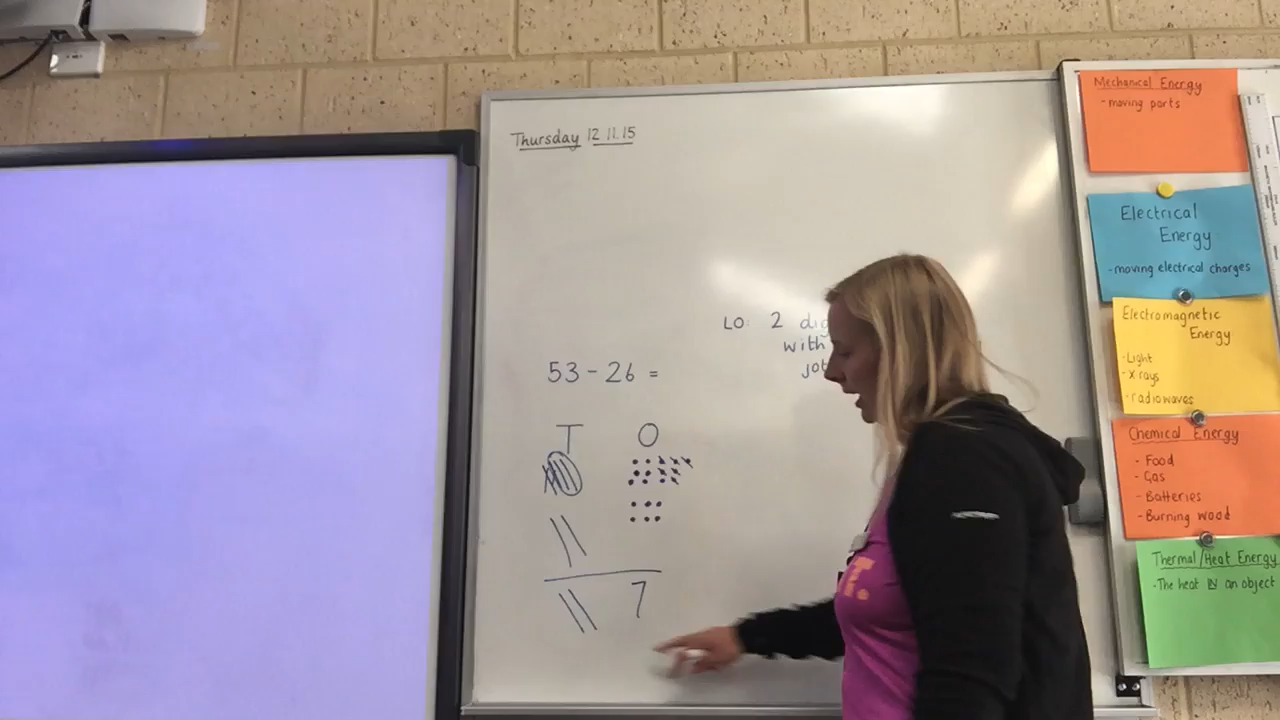 Thursday 12.11.15
LO: 2
with
53 - 26 =
T O
7
Mechanical Energy
- moving parts
Electrical
Energy
- moving electrical charges
Electromagnetic
Energy
- Light
- X rays
- radiowaves
Chemical Energy
- Food
- Gas
- Batteries
- Burning wood
Thermal/Heat Energy
- The heat IN an object